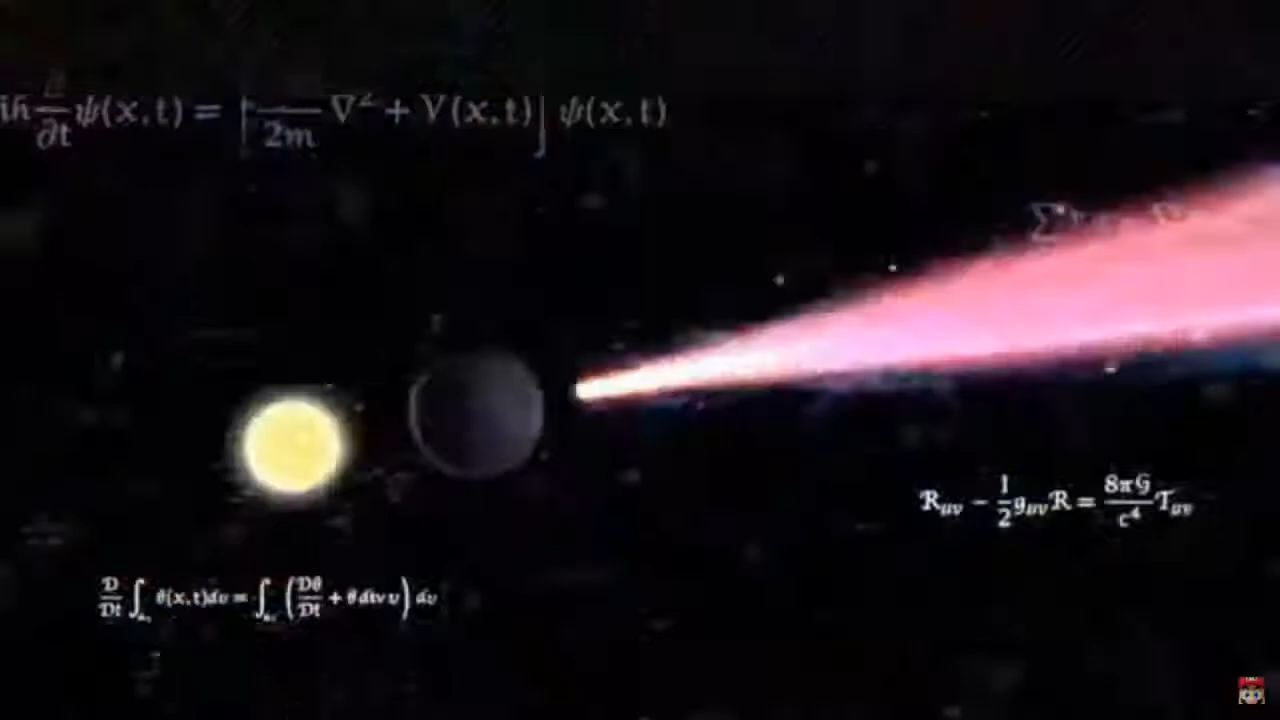 iħ ∂/∂t ψ(x,t) = [ /2m ∇² + V(x,t)] ψ(x,t)
R_μν − 1/2 g_μν R = 8πG/c⁴ T_μν
D/Dt ∫ θ(x,t)dv = ∫ (Dθ/Dt + θ div v) dv